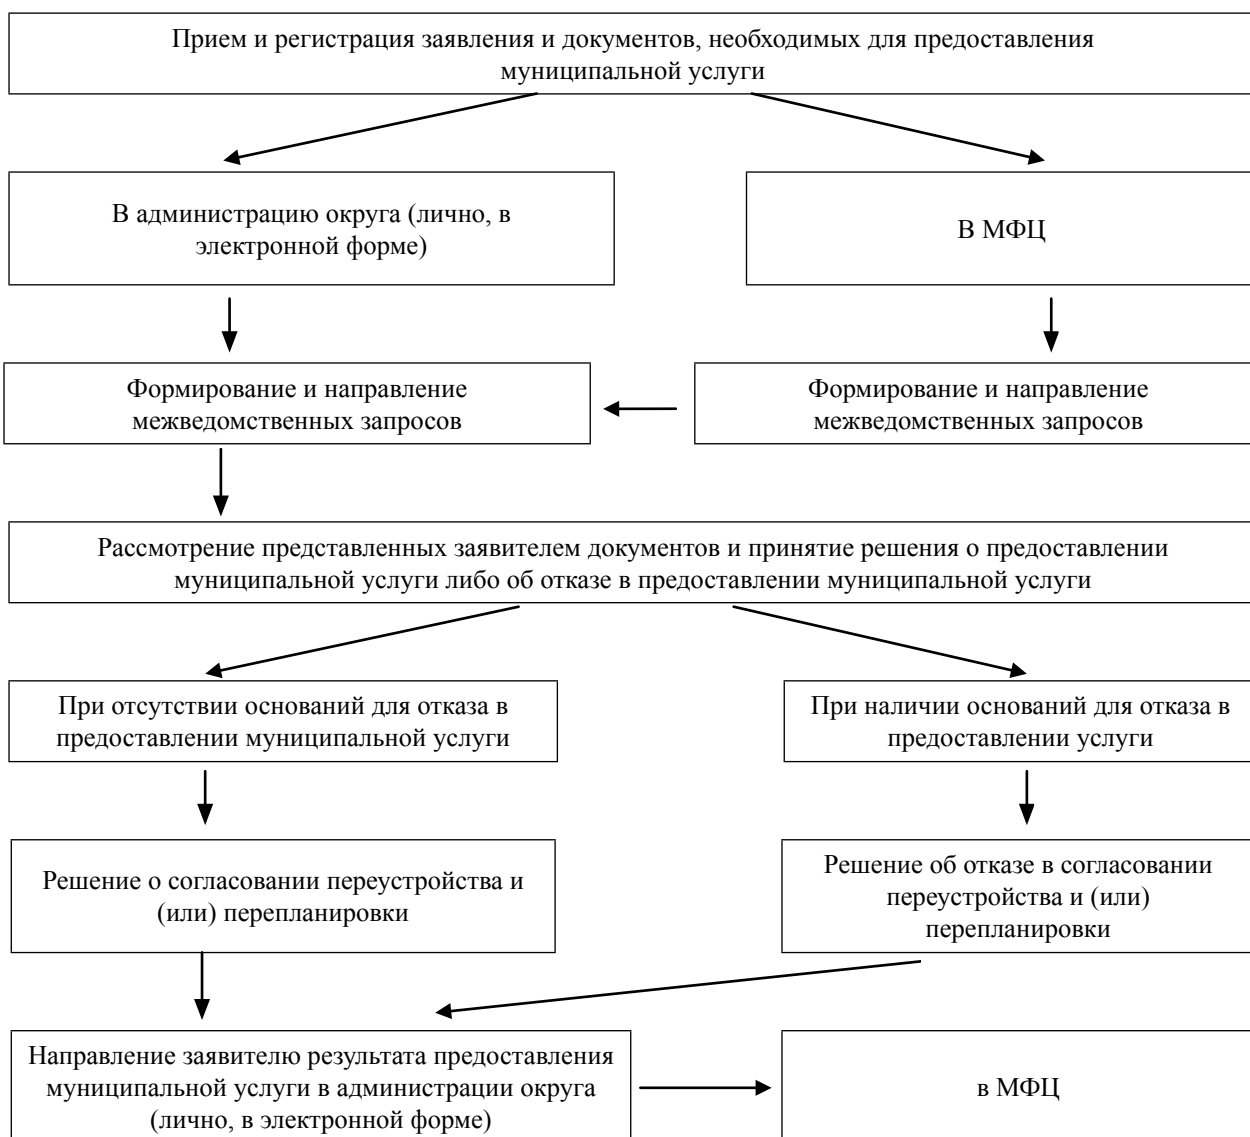 Прием и регистрация заявления и документов, необходимых для предоставления
муниципальной услуги
В администрацию округа (лично, в
электронной форме)
В МФЦ
Формирование и направление
межведомственных запросов
Формирование и направление
межведомственных запросов
Рассмотрение представленных заявителем документов и принятие решения о предоставлении
муниципальной услуги либо об отказе в предоставлении муниципальной услуги
При отсутствии оснований для отказа в
предоставлении муниципальной услуги
При наличии оснований для отказа в
предоставлении услуги
Решение о согласовании переустройства и
(или) перепланировки
Решение об отказе в согласовании
переустройства и (или)
перепланировки
Направление заявителю результата предоставления
муниципальной услуги в администрации округа
(лично, в электронной форме)
в МФЦ